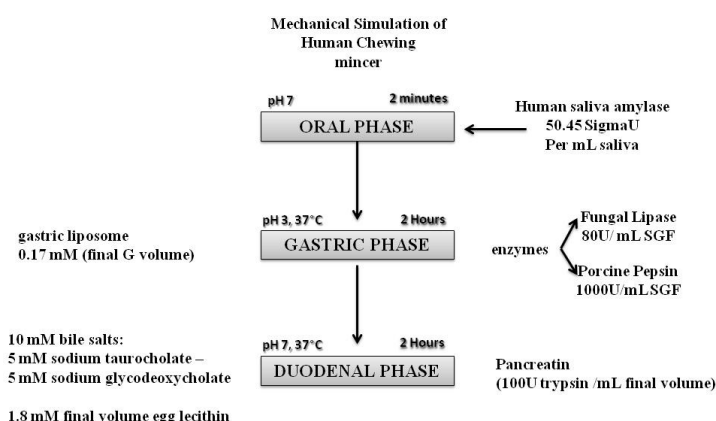 Mechanical Simulation of
Human Chewing
mincer
pH 7
2 minutes
ORAL PHASE
Human saliva amylase
50.45 SigmaU
Per mL saliva
pH 3, 37°C
2 Hours
GASTRIC PHASE
gastric liposome
0.17 mM (final G volume)
enzymes
Fungal Lipase
80U/ mL SGF
Porcine Pepsin
1000U/mL SGF
pH 7, 37°C
2 Hours
DUODENAL PHASE
10 mM bile salts:
5 mM sodium taurocholate –
5 mM sodium glycodeoxycholate
1.8 mM final volume egg lecithin
Pancreatin
(100U trypsin /mL final volume)